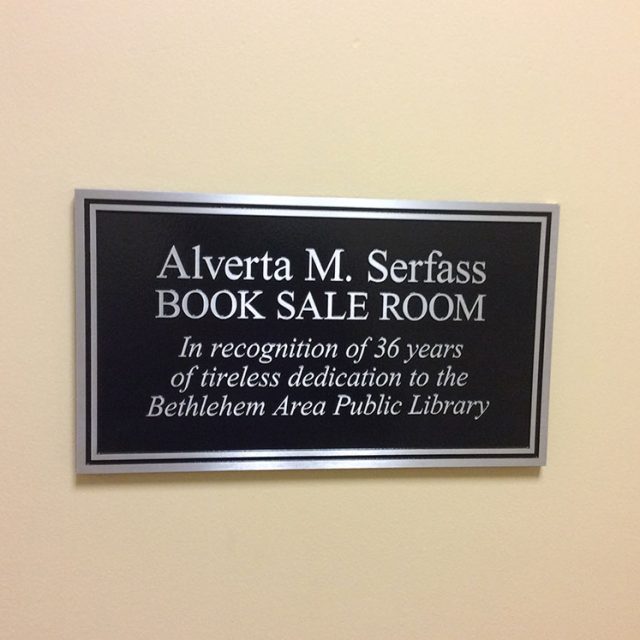 Alverta M. Serfass
BOOK SALE ROOM
In recognition of 36 years
of tireless dedication to the
Bethlehem Area Public Library